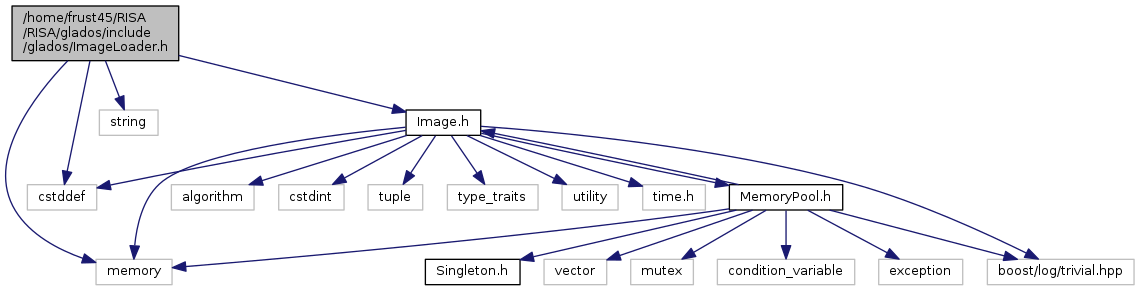 /home/frust45/RISA
/RISA/glados/include
/glados/ImageLoader.h
string
Image.h
cstddef
algorithm
cstdint
tuple
type_traits
utility
time.h
MemoryPool.h
memory
Singleton.h
vector
mutex
condition_variable
exception
boost/log/trivial.hpp